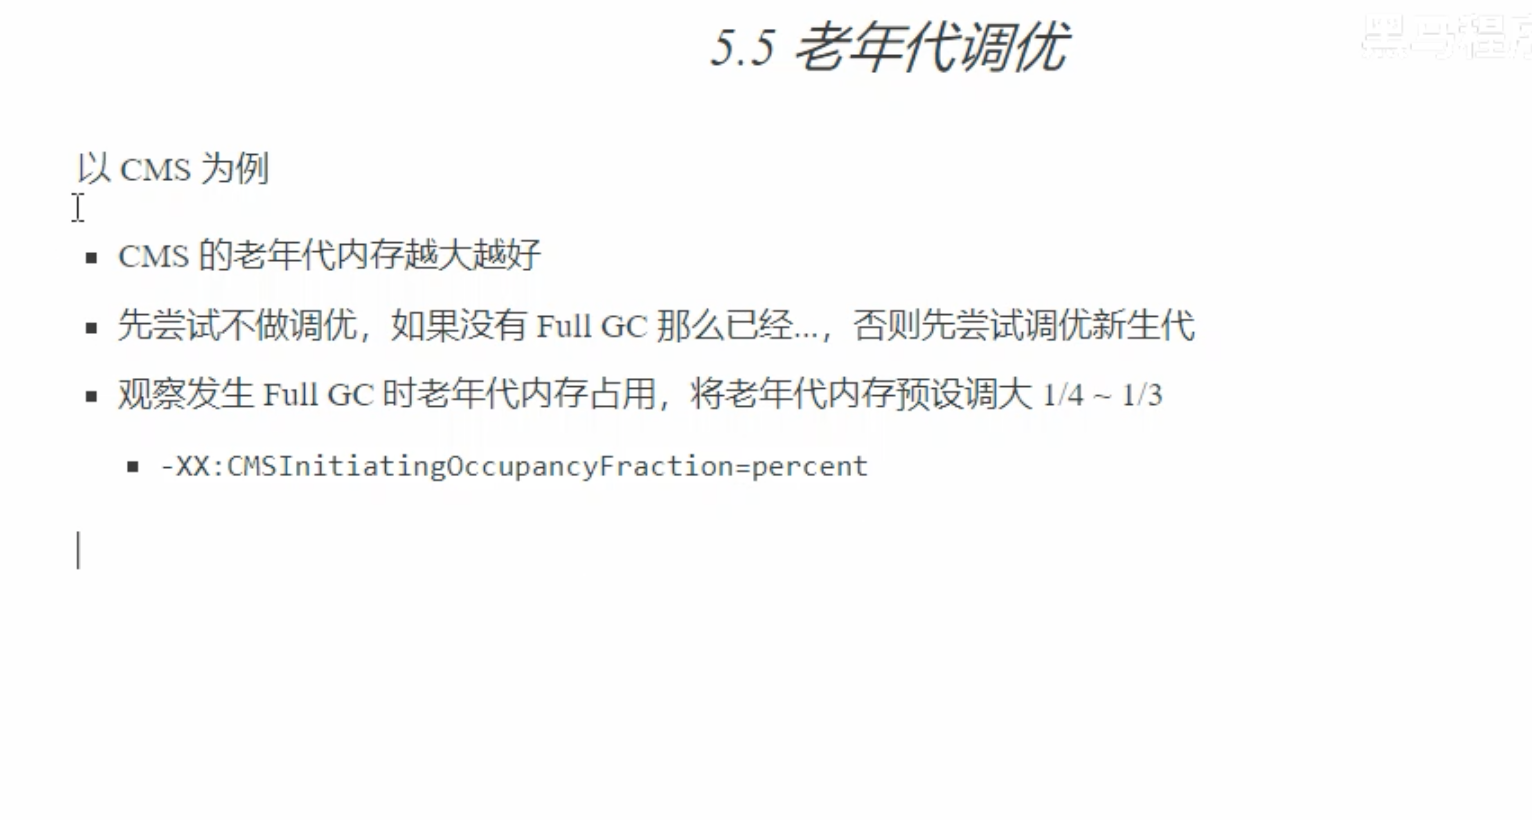 5.5 老年代调优
黑马程
以 CMS 为例
CMS 的老年代内存越大越好
先尝试不做调优，如果没有 Full GC 那么已经...，否则先尝试调优新生代
观察发生 Full GC 时老年代内存占用，将老年代内存预设调大 1/4 ~ 1/3
-XX:CMSInitiatingOccupancyFraction=percent